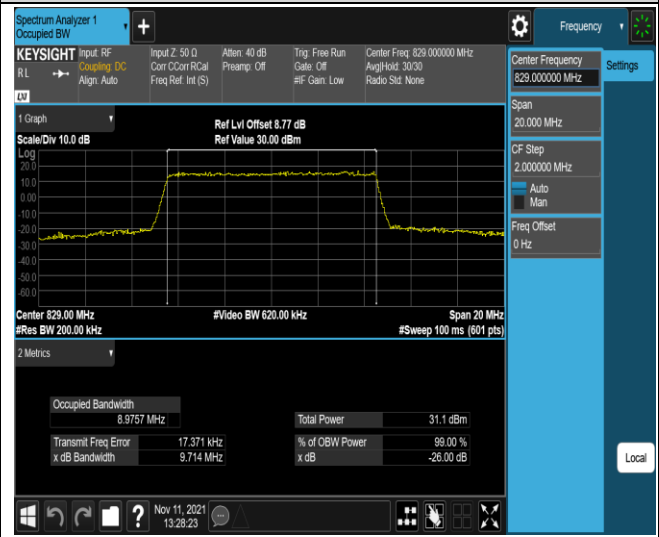 Spectrum Analyzer 1
Occupied BW
+
Frequency
KEYSIGHT
R L
LXI
Input: RF
Coupling: DC
Align: Auto
Input Z: 50 Ω
Corr CCorr RCal
Freq Ref: Int (S)
Atten: 40 dB
Preamp: Off
Trig: Free Run
Gate: Off
#IF Gain: Low
Center Freq: 829.000000 MHz
Avg|Hold: 30/30
Radio Std: None
Center Frequency
829.000000 MHz
Settings
Span
20.000 MHz
CF Step
2.000000 MHz
Auto
Man
Freq Offset
0 Hz
Local
1 Graph
Scale/Div 10.0 dB
Ref Lvl Offset 8.77 dB
Ref Value 30.00 dBm
Log
20.0
10.0
0.00
-10.0
-20.0
-30.0
-40.0
-50.0
-60.0
Center 829.00 MHz
#Video BW 620.00 kHz
Span 20 MHz
#Res BW 200.00 kHz
#Sweep 100 ms (601 pts)
2 Metrics
Occupied Bandwidth
8.9757 MHz
Total Power 31.1 dBm
Transmit Freq Error 17.371 kHz
% of OBW Power 99.00 %
x dB Bandwidth 9.714 MHz
x dB -26.00 dB
?
Nov 11, 2021
13:28:23